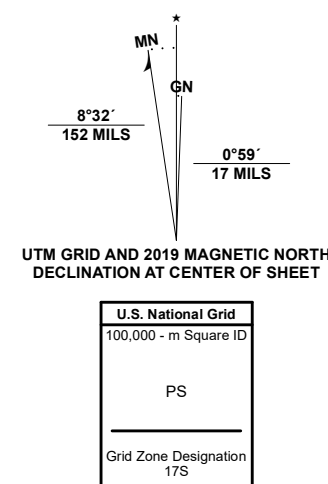 ★
MN
GN
8°32´
152 MILS
0°59´
17 MILS
UTM GRID AND 2019 MAGNETIC NORTH
DECLINATION AT CENTER OF SHEET
U.S. National Grid
100,000 - m Square ID
PS
Grid Zone Designation
17S